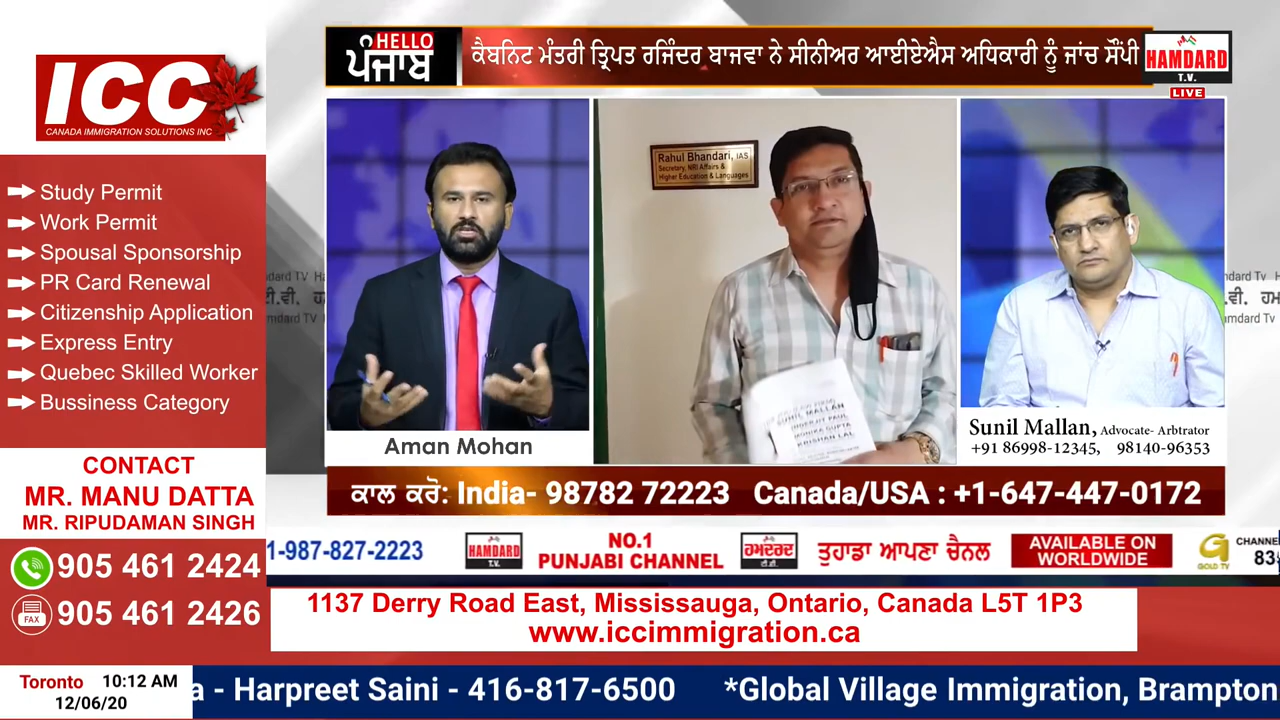 ICC
CANADA IMMIGRATION SOLUTIONS INC
Study Permit
Work Permit
Spousal Sponsorship
PR Card Renewal
Citizenship Application
Express Entry
Quebec Skilled Worker
Bussiness Category
CONTACT
MR. MANU DATTA
MR. RIPUDAMAN SINGH
905 461 2424
FAX
905 461 2426
HELLO
ਪੰਜਾਬ
ਕੈਬਨਿਟ ਮੰਤਰੀ ਤ੍ਰਿਪਤ ਰਜਿੰਦਰ ਬਾਜਵਾ ਨੇ ਸੀਨੀਅਰ ਆਈਏਐਸ ਅਧਿਕਾਰੀ ਨੂੰ ਜਾਂਚ ਸੌਂਪੀ
HAMDARD
T.V.
LIVE
Rahul Bhandari, IAS
Secretary, NRI Affairs &
Higher Education & Languages
SUNIL MALLAN
INDERJIT PAUL
MONIKA GUPTA
KRISHAN LAL
Aman Mohan
Sunil Mallan, Advocate- Arbtrator
+91 86998-12345, 98140-96353
ਕਾਲ ਕਰੋ: India- 98782 72223 Canada/USA : +1-647-447-0172
1-987-827-2223
HAMDARD
T.V.
NO.1
PUNJABI CHANNEL
ਹਮਦਰਦ
ਟੀ.ਵੀ.
ਤੁਹਾਡਾ ਆਪਣਾ ਚੈਨਲ
AVAILABLE ON
WORLDWIDE
GOLD TV
CHANNE
835
1137 Derry Road East, Mississauga, Ontario, Canada L5T 1P3
www.iccimmigration.ca
Toronto 10:12 AM
12/06/20
a - Harpreet Saini - 416-817-6500 *Global Village Immigration, Brampton